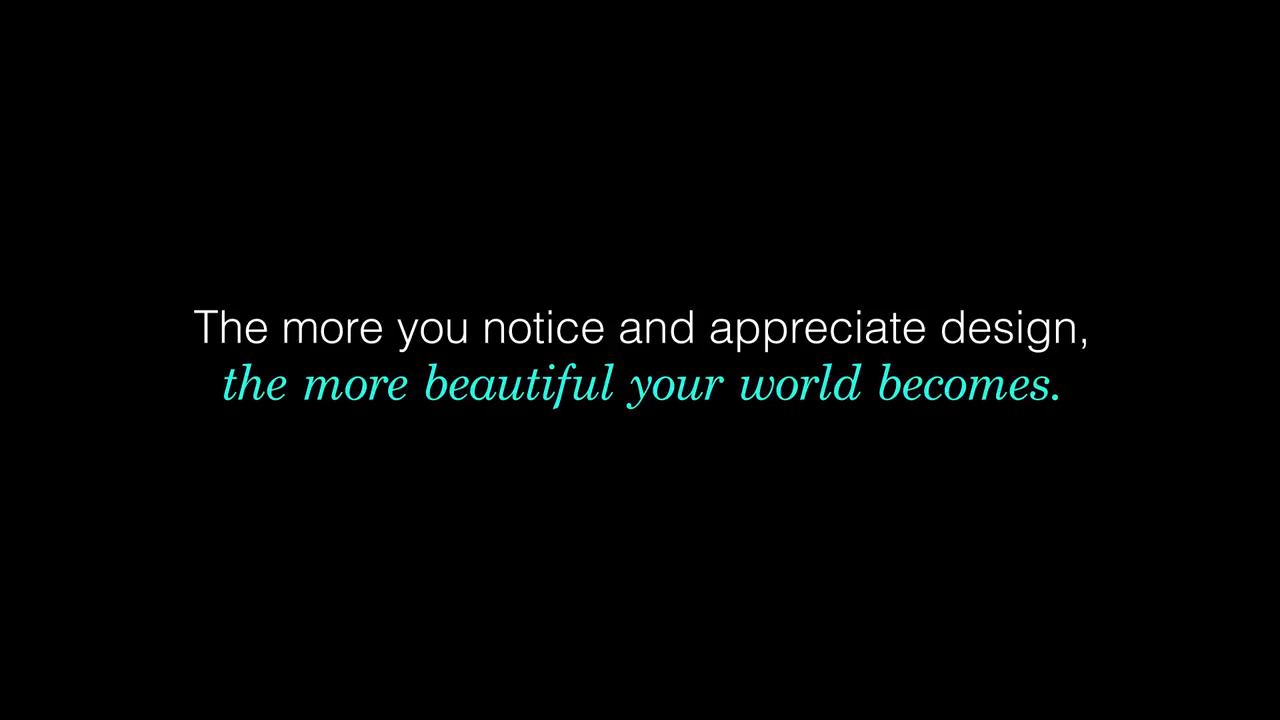 The more you notice and appreciate design,
the more beautiful your world becomes.